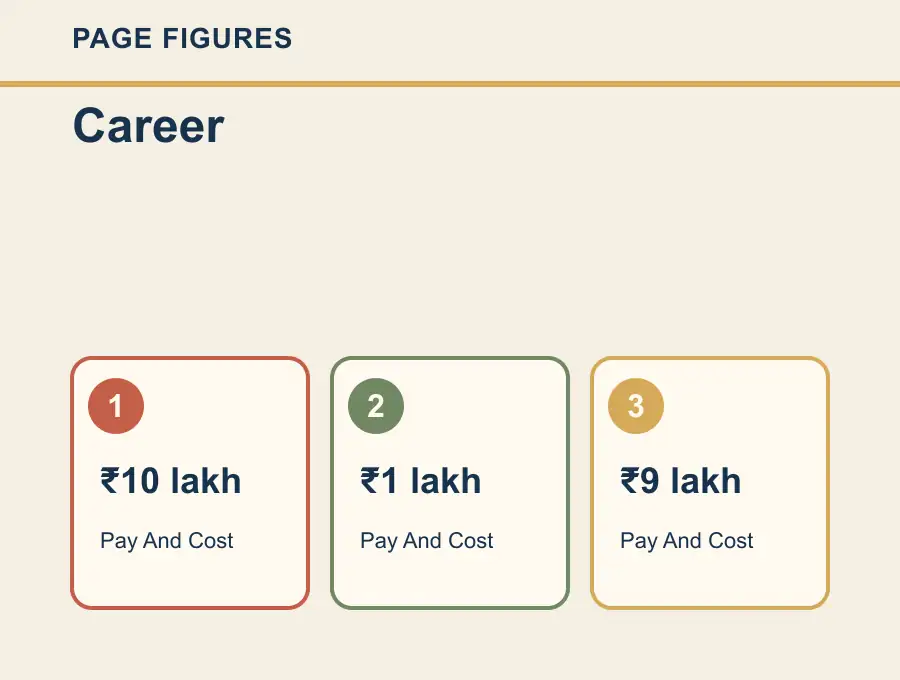 PAGE FIGURES
Career
1
₹10 lakh
Pay And Cost
2
₹1 lakh
Pay And Cost
3
₹9 lakh
Pay And Cost